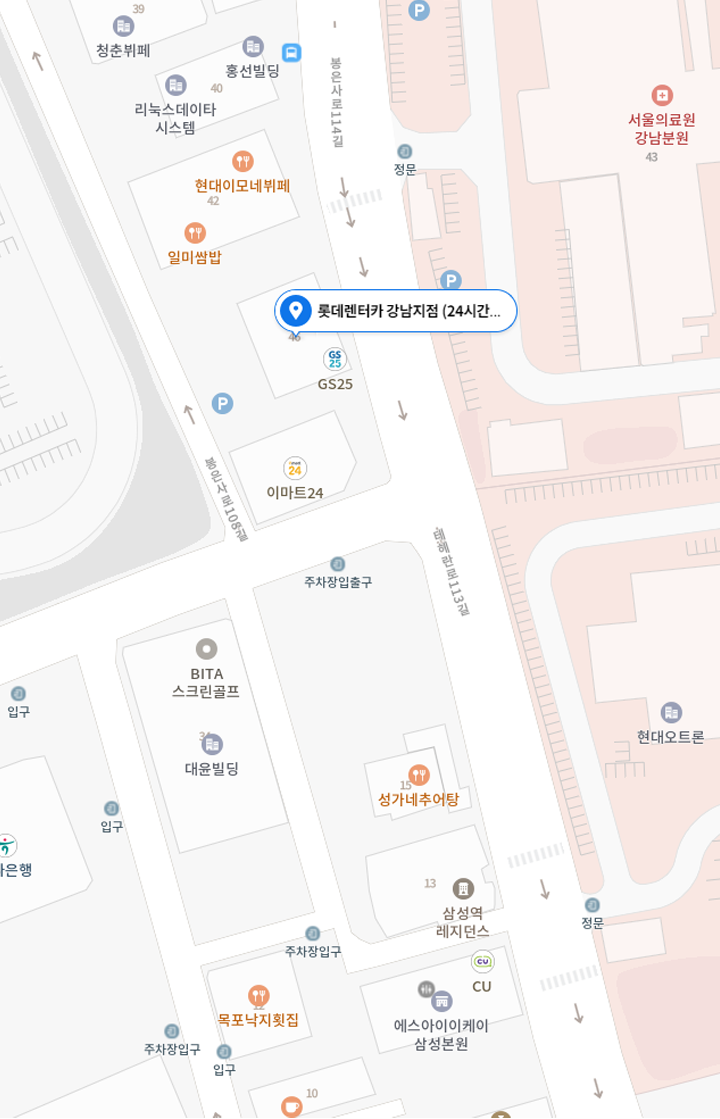 39
청춘뷔페
홍선빌딩
P
봉은사로114길
리눅스데이타
시스템
40
서울의료원
강남분원
43
정문
현대이모네뷔페
42
일미쌈밥
P
롯데렌터카 강남지점 (24시간...
GS
25
GS25
P
봉은사로108길
24
이마트24
테헤란로113길
주차장입출구
BITA
스크린골프
입구
현대오트론
대윤빌딩
15
성가네추어탕
입구
은행
13
삼성역
레지던스
정문
주차장입구
CU
CU
목포낙지횟집
에스아이이케이
삼성본원
주차장입구
입구
10